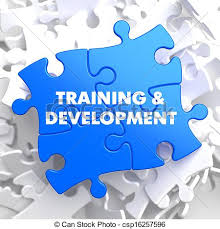 TRAINING &
DEVELOPMENT
© Can Stock Photo - csp16257596